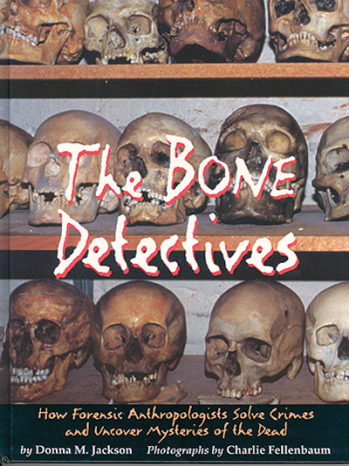 The BONE
Detectives
How Forensic Anthropologists Solve Crimes
and Uncover Mysteries of the Dead
by Donna M. Jackson Photographs by Charlie Fellenbaum